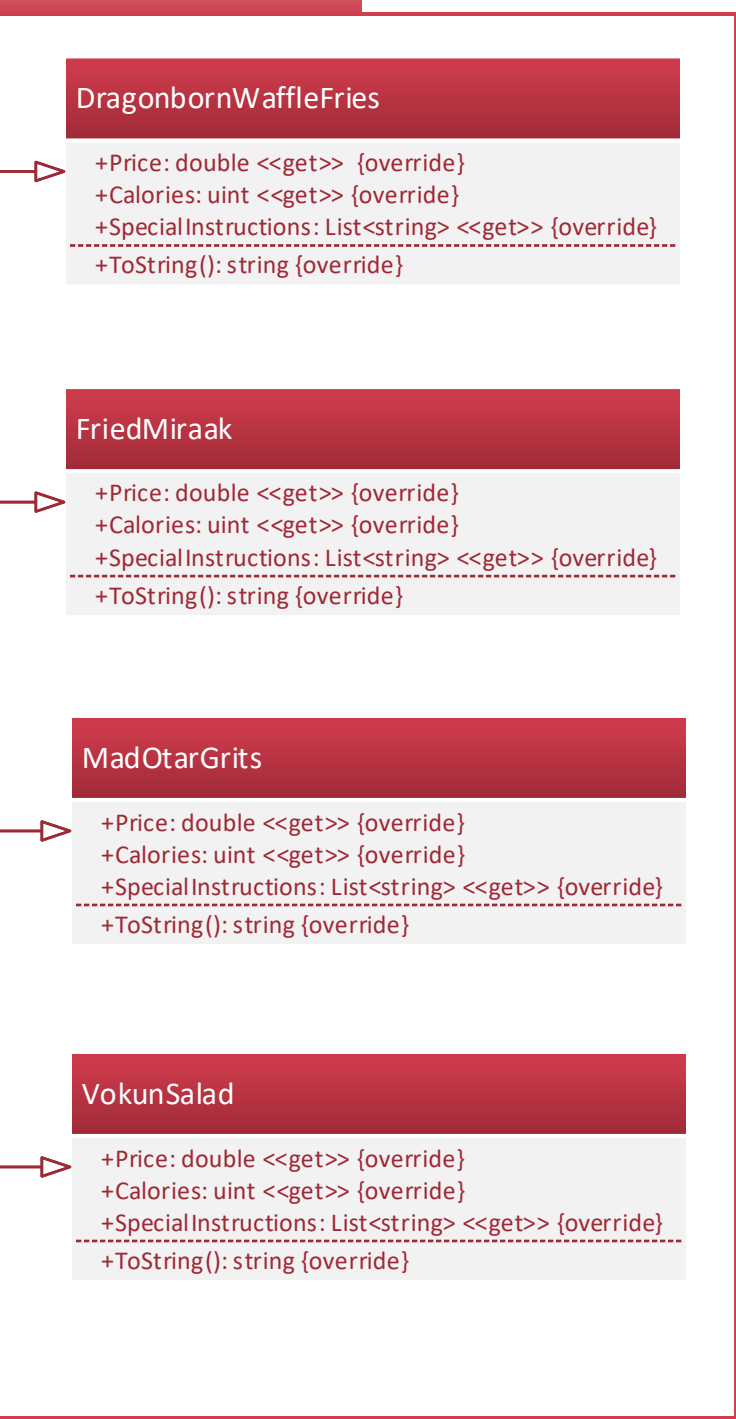 DragonbornWaffleFries
+Price: double <<get>> {override}
+Calories: uint <<get>> {override}
+SpecialInstructions: List<string> <<get>> {override}
+ToString(): string {override}
FriedMiraak
+Price: double <<get>> {override}
+Calories: uint <<get>> {override}
+SpecialInstructions: List<string> <<get>> {override}
+ToString(): string {override}
MadOtarGrits
+Price: double <<get>> {override}
+Calories: uint <<get>> {override}
+SpecialInstructions: List<string> <<get>> {override}
+ToString(): string {override}
VokunSalad
+Price: double <<get>> {override}
+Calories: uint <<get>> {override}
+SpecialInstructions: List<string> <<get>> {override}
+ToString(): string {override}